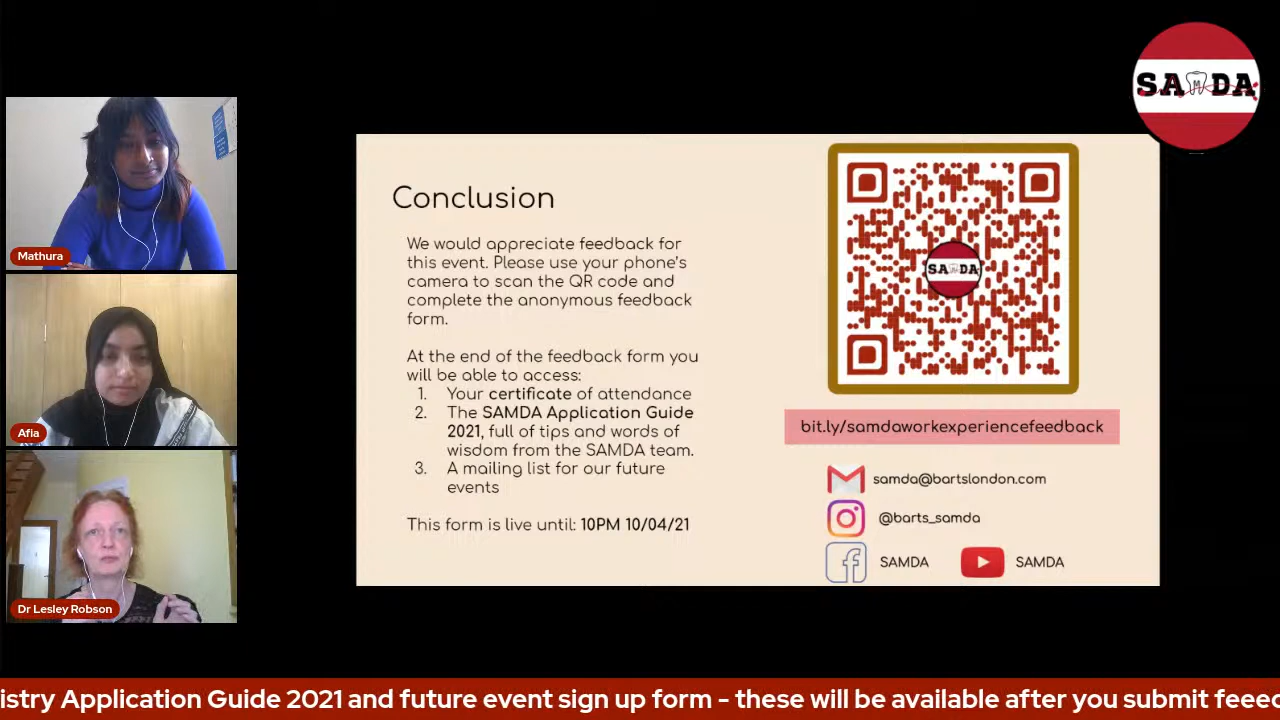 SAMDA
Mathura
Afia
Dr Lesley Robson
Conclusion
We would appreciate feedback for
this event. Please use your phone's
camera to scan the QR code and
complete the anonymous feedback
form.
At the end of the feedback form you
will be able to access:
1. Your certificate of attendance
2. The SAMDA Application Guide
2021, full of tips and words of
wisdom from the SAMDA team.
3. A mailing list for our future
events
This form is live until: 10PM 10/04/21
SAMDA
bit.ly/samdaworkexperiencefeedback
samda@bartslondon.com
@barts_samda
SAMDA
SAMDA
istry Application Guide 2021 and future event sign up form - these will be available after you submit feeed